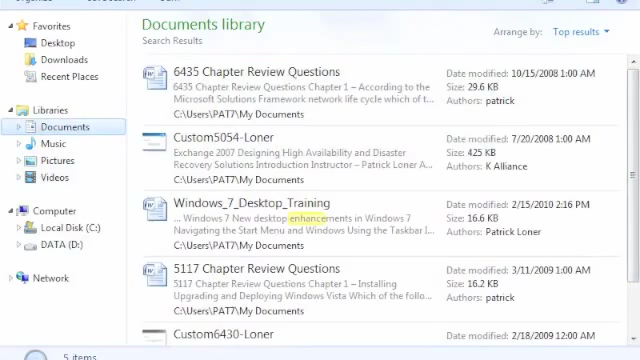 Favorites
Desktop
Downloads
Recent Places
Libraries
Documents
Music
Pictures
Videos
Computer
Local Disk (C:)
DATA (D:)
Network
Documents library
Search Results
Arrange by: Top results
6435 Chapter Review Questions
6435 Chapter Review Questions Chapter 1 – According to the
Microsoft Solutions Framework network life cycle which of t...
C:\Users\PAT7\My Documents
Date modified: 10/15/2008 1:00 AM
Size: 29.6 KB
Authors: patrick
Custom5054-Loner
Exchange 2007 Designing High Availability and Disaster
Recovery Solutions Introduction Instructor – Patrick Loner A...
C:\Users\PAT7\My Documents
Date modified: 7/20/2008 1:00 AM
Size: 425 KB
Authors: K Alliance
Windows_7_Desktop_Training
... Windows 7 New desktop enhancements in Windows 7
Navigating the Start Menu and Windows Using the Taskbar I...
C:\Users\PAT7\My Documents
Date modified: 2/15/2010 2:16 PM
Size: 16.6 KB
Authors: Patrick Loner
5117 Chapter Review Questions
5117 Chapter Review Questions Chapter 1 – Installing
Upgrading and Deploying Windows Vista Which of the follo...
C:\Users\PAT7\My Documents
Date modified: 3/11/2009 1:00 AM
Size: 16.2 KB
Authors: patrick
Custom6430-Loner
Date modified: 2/18/2009 12:00 AM
5 items